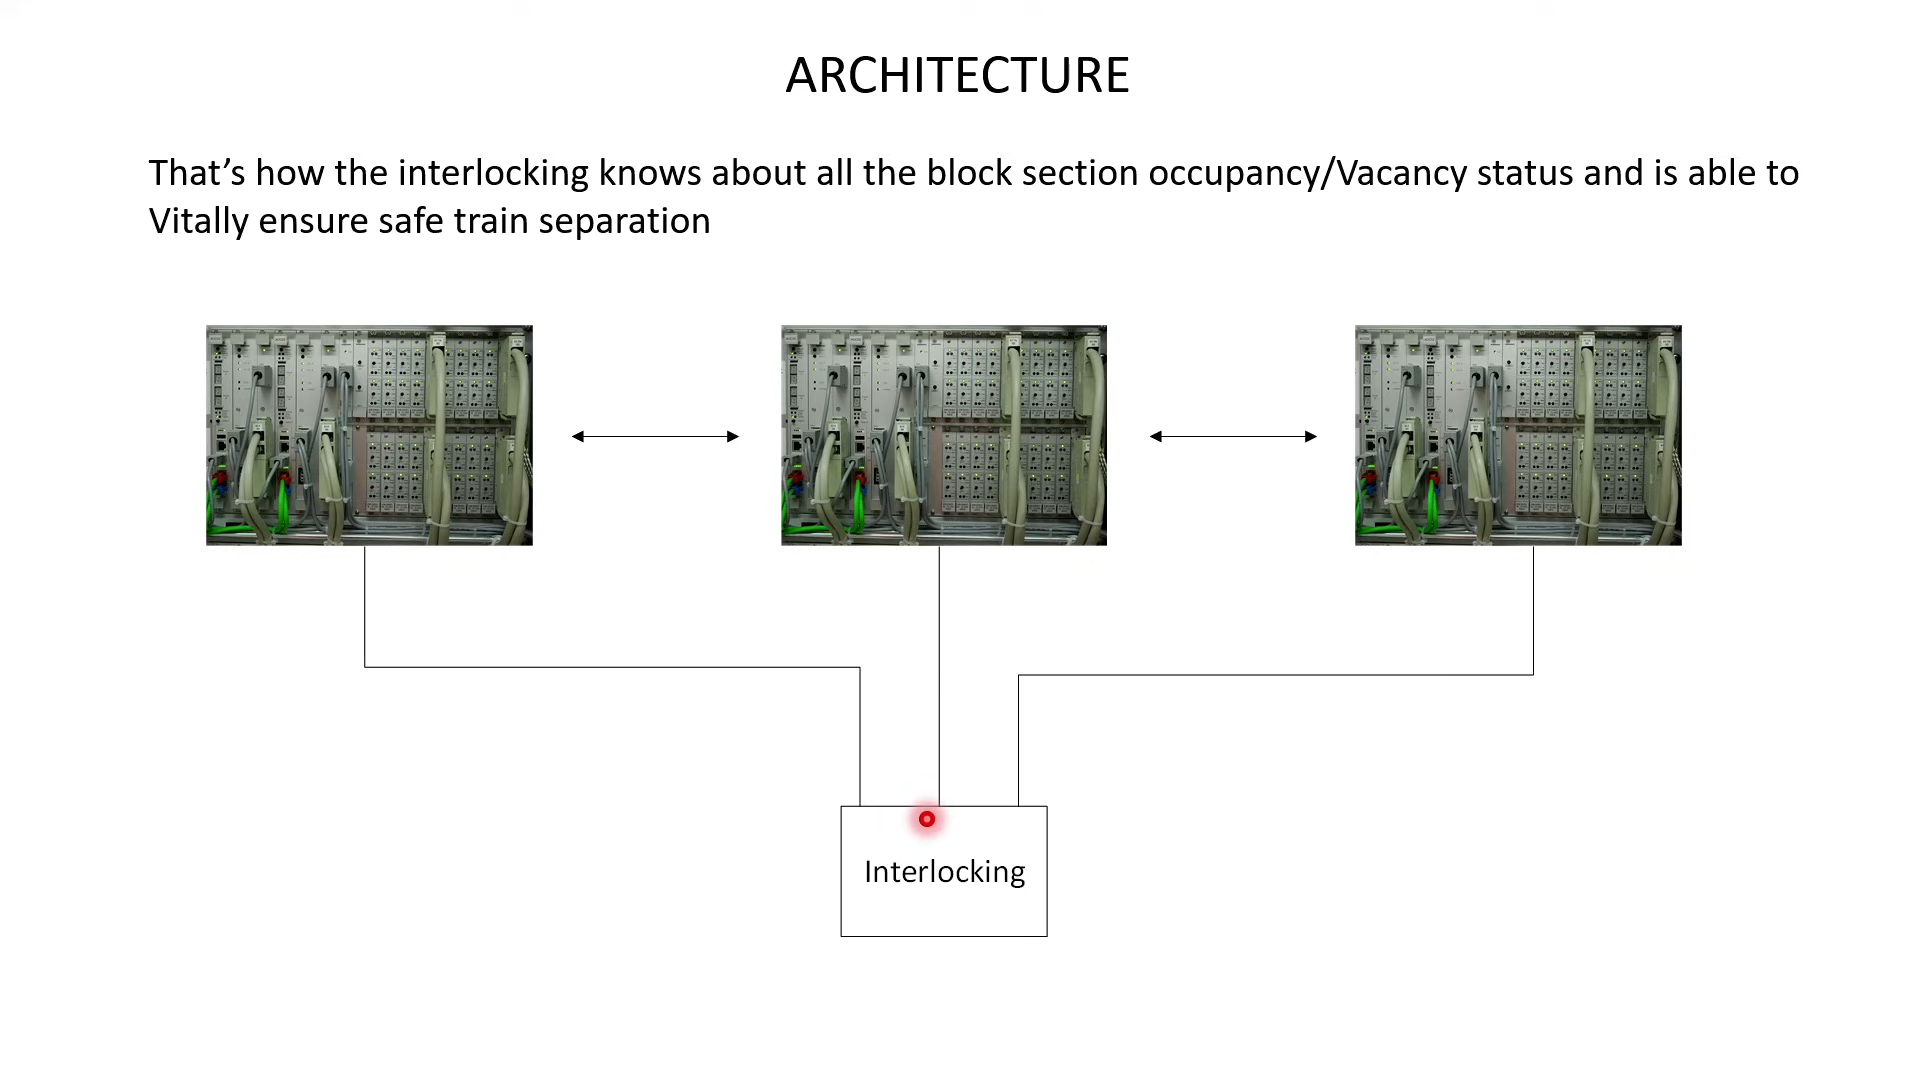 ARCHITECTURE
That’s how the interlocking knows about all the block section occupancy/Vacancy status and is able to
Vitally ensure safe train separation
Interlocking